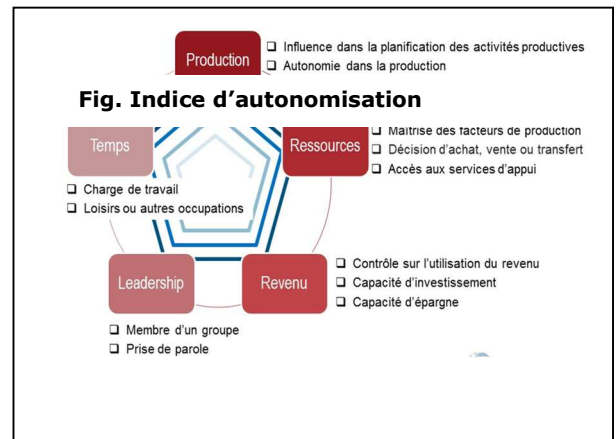 Production
❑ Influence dans la planification des activités productives
❑ Autonomie dans la production
Fig. Indice d’autonomisation
Temps
❑ Charge de travail
❑ Loisirs ou autres occupations
Ressources
❑ Maîtrise des facteurs de production
❑ Décision d’achat, vente ou transfert
❑ Accès aux services d’appui
Leadership
❑ Membre d’un groupe
❑ Prise de parole
Revenu
❑ Contrôle sur l’utilisation du revenu
❑ Capacité d’investissement
❑ Capacité d’épargne